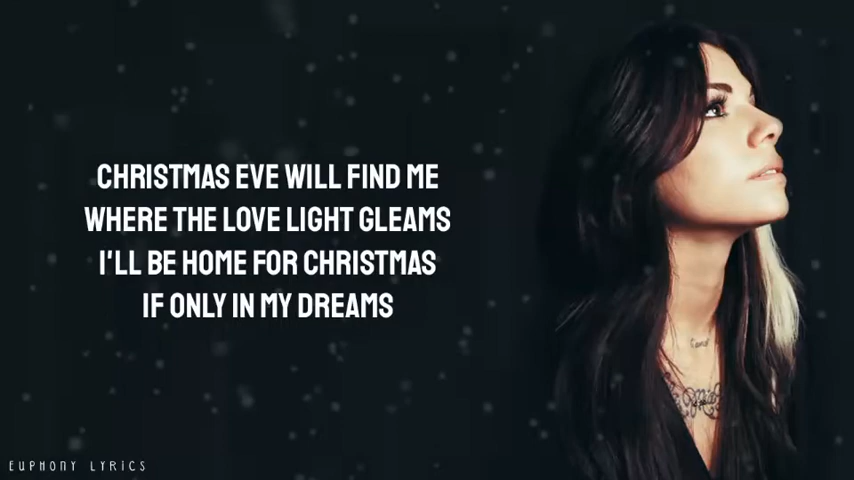 CHRISTMAS EVE WILL FIND ME
WHERE THE LOVE LIGHT GLEAMS
I'LL BE HOME FOR CHRISTMAS
IF ONLY IN MY DREAMS
EUPHONY LYRICS